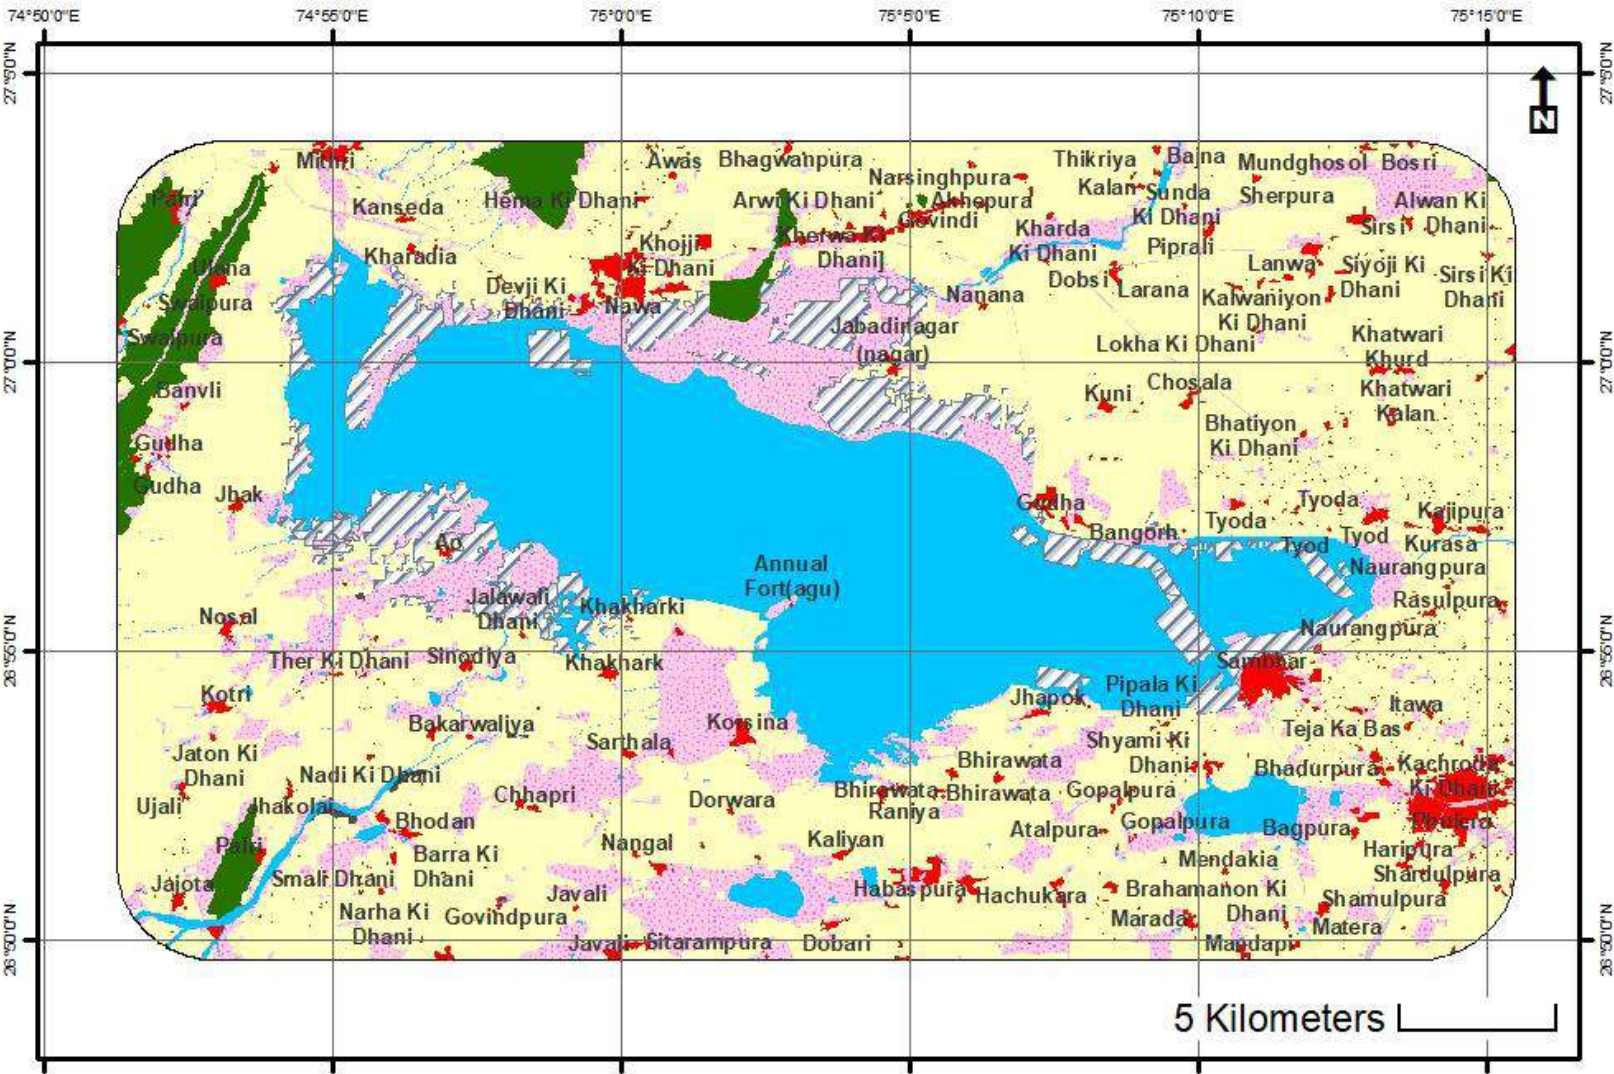 74°50'0"E 74°55'0"E 75°0'0"E 75°5'0"E 75°10'0"E 75°15'0"E
27°5'0"N 27°5'0"N
N
Mithri Awas Bhagwanpura Thikriya Bajna Mundghosol Bosri
Narsinghpura Kalan Sunda Sherpura
Palri Kanseda Hema Ki Dhani Arwi Ki Dhani Akhepura Ki Dhani Alwan Ki
Govindi Kharda Sirsi Dhani
Kharadia Khojji Kherwa Ki Ki Dhani Piprali
Ki Dhani Dhani] Lanwa Siyoji Ki Sirsi Ki
Ulana Devji Ki Dobsi Larana Dhani Dhani
Swaipura Dhani Nawa Nanana Kalwaniyon
Ki Dhani
Swaipura Jabadinagar Lokha Ki Dhani Khatwari
27°0'0"N (nagar) Khurd 27°0'0"N
Banvli Kuni Chosala Khatwari
Kalan
Gudha Bhatiyon
Ki Dhani
Gudha Jhak Gudha Tyoda Kajipura
Bangorh Tyoda
Ao Tyod Tyod Kurasa
Annual Naurangpura
Fort(agu)
Nosal Jalawali Khakharki Rasulpura
Dhani Naurangpura
26°55'0"N Ther Ki Dhani Sinodiya Khakhark Sambhar 26°55'0"N
Kotri Jhapok Pipala Ki Itawa
Dhani
Bakarwaliya Korsina Teja Ka Bas
Jaton Ki Sarthala Shyami Ki
Dhani Dhani
Nadi Ki Dhani Bhirawata Bhadurpura Kachroda
Ki Dhani
Ujali Jhakolai Chhapri Dorwara Bhirawata Bhirawata Gopalpura
Bhodan Raniya Atalpura Gopalpura Bagpura Phulera
Palri Nangal Kaliyan Haripura
Barra Ki Mendakia
Jajota Smali Dhani Dhani Javali Habaspura Hachukara Brahamanon Ki Shardulpura
Dhani Shamulpura
Narha Ki Govindpura Marada Matera
Dhani Javali Sitarampura Dobari Mandapi
26°50'0"N 26°50'0"N
5 Kilometers